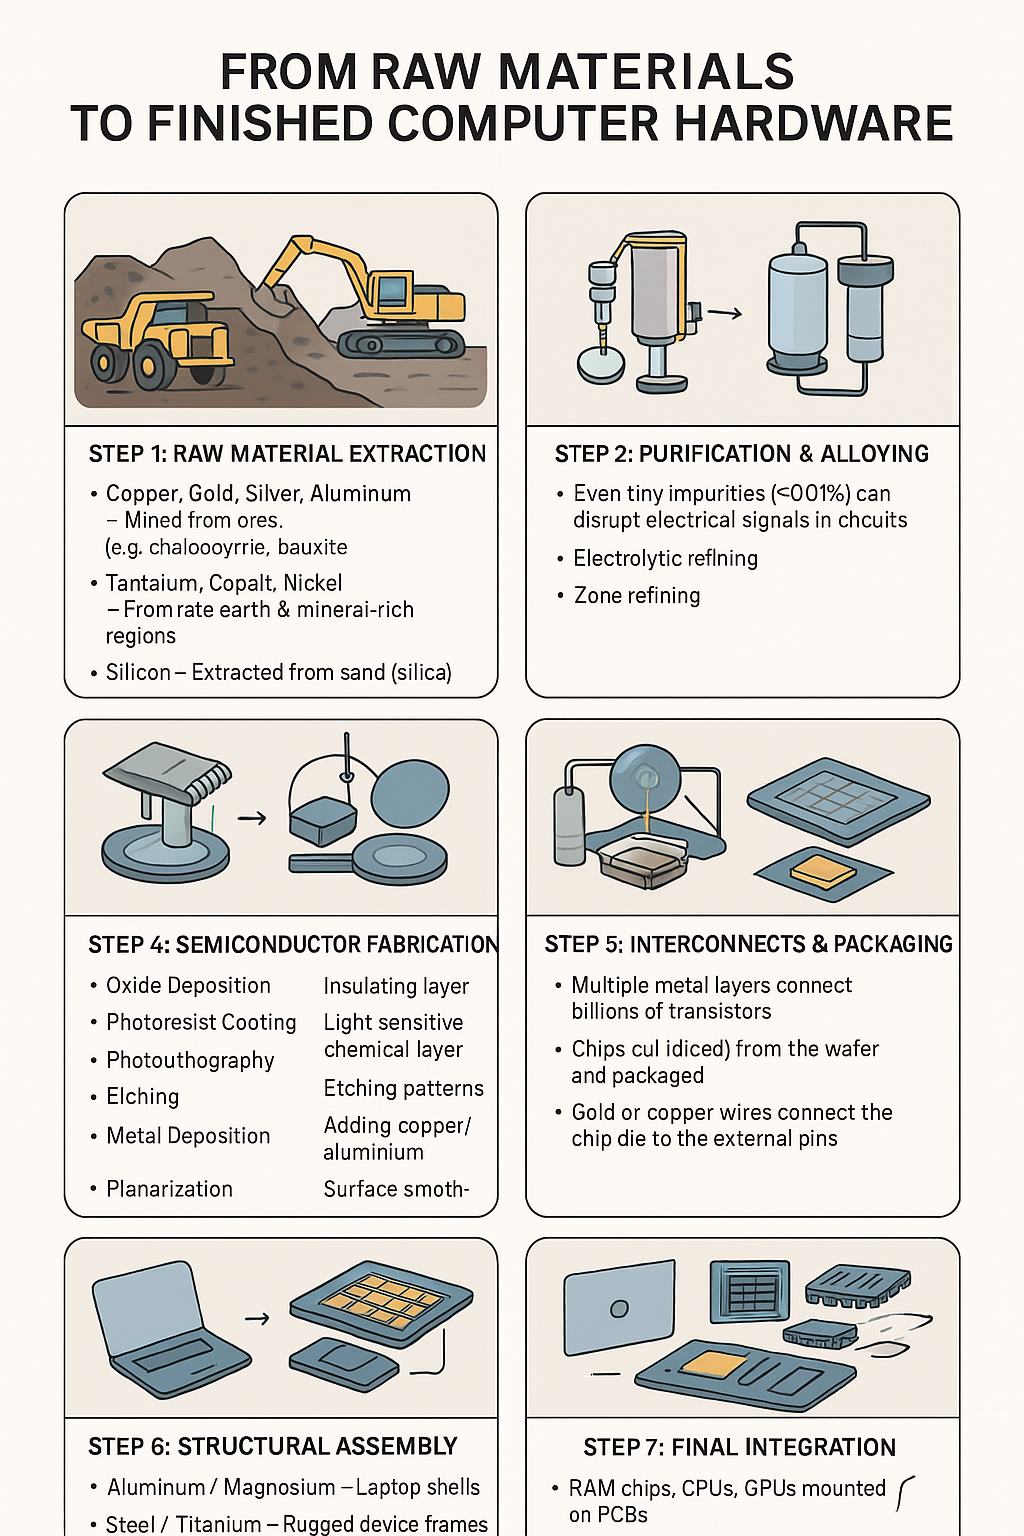 FROM RAW MATERIALS
TO FINISHED COMPUTER HARDWARE
STEP 1: RAW MATERIAL EXTRACTION
• Copper, Gold, Silver, Aluminum
– Mined from ores.
(e.g. chaloooyrrie, bauxite
• Tantaium, Copalt, Nickel
– From rate earth & minerai-rich
regions
• Silicon – Extracted from sand (silica)
STEP 2: PURIFICATION & ALLOYING
• Even tiny impurities (<001%) can
disrupt electrical signals in chcuits
• Electrolytic reflning
• Zone refining
STEP 4: SEMICONDUCTOR FABRICATION
• Oxide Deposition Insulating layer
• Photoresist Cooting Light sensitive
chemical layer
• Photouthography
• Elching Etching patterns
• Metal Deposition Adding copper/
aluminium
• Planarization Surface smoth-
STEP 5: INTERCONNECTS & PACKAGING
• Multiple metal layers connect
billions of transistors
• Chips cul idiced) from the wafer
and packaged
• Gold or copper wires connect the
chip die to the external pins
STEP 6: STRUCTURAL ASSEMBLY
• Aluminum / Magnosium – Laptop shells
• Steel / Titanium – Rugged device frames
STEP 7: FINAL INTEGRATION
• RAM chips, CPUs, GPUs mounted
on PCBs